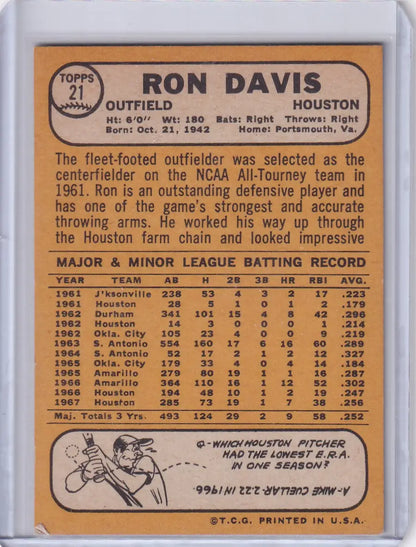 TOPPS
21
RON DAVIS
OUTFIELD HOUSTON
Ht: 6'0" Wt: 180 Bats: Right Throws: Right
Born: Oct. 21, 1942 Home: Portsmouth, Va.
The fleet-footed outfielder was selected as the
centerfielder on the NCAA All-Tourney team in
1961. Ron is an outstanding defensive player and
has one of the game's strongest and accurate
throwing arms. He worked his way up through
the Houston farm chain and looked impressive
MAJOR & MINOR LEAGUE BATTING RECORD
YEAR TEAM AB H 2B 3B HR RBI AVG.
1961 J'ksonville 238 53 4 3 2 17 .223
1961 Houston 28 5 1 0 1 2 .179
1962 Durham 341 101 15 4 8 42 .296
1962 Houston 14 3 0 0 0 1 .214
1962 Okla. City 105 23 4 0 0 9 .219
1963 S. Antonio 554 160 17 6 16 60 .289
1964 S. Antonio 52 17 2 1 0 12 .327
1965 Okla. City 179 33 4 0 1 14 .184
1965 Amarillo 280 80 19 1 1 31 .286
1966 Amarillo 364 110 16 1 12 52 .302
1966 Houston 194 48 10 1 2 19 .247
1967 Houston 285 73 19 1 7 38 .256
Maj. Totals 3 Yrs. 493 124 29 2 9 58 .252
Q-WHICH HOUSTON PITCHER
HAD THE LOWEST E.R.A.
IN ONE SEASON?
A-MIKE CUELLAR-2.22 IN 1966.
©T.C.G. PRINTED IN U.S.A.